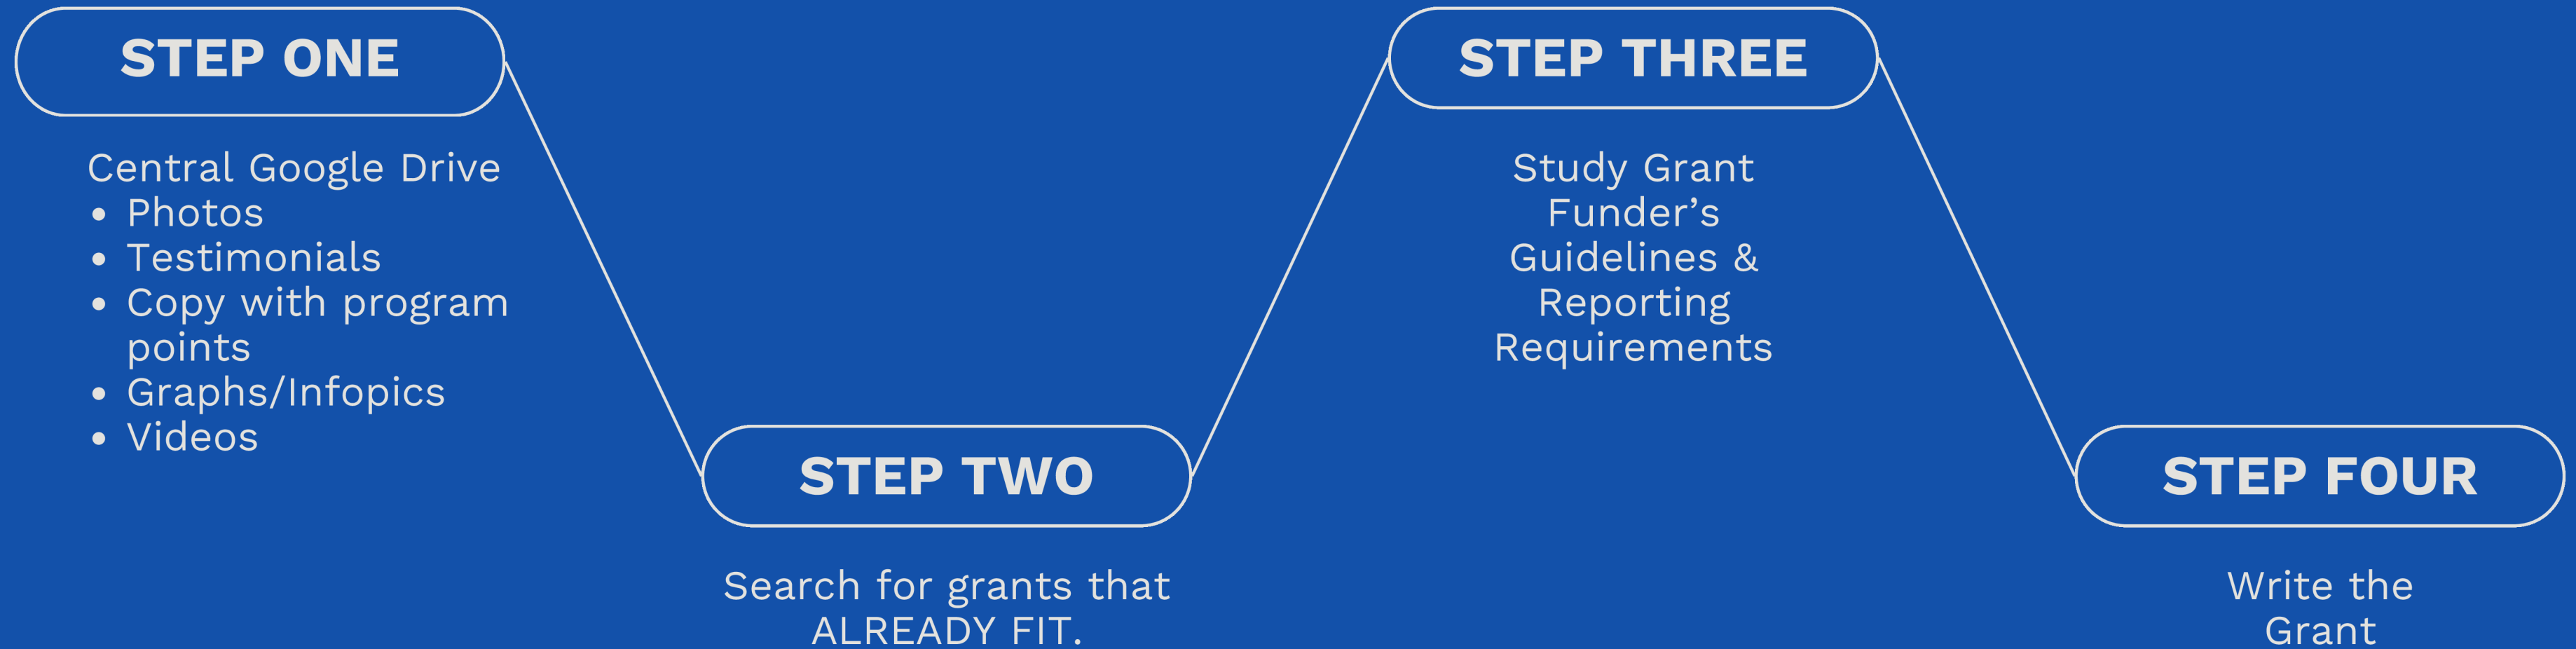 STEP ONE
Central Google Drive
• Photos
• Testimonials
• Copy with program
points
• Graphs/Infopics
• Videos
STEP TWO
Search for grants that
ALREADY FIT.
STEP THREE
Study Grant
Funder’s
Guidelines &
Reporting
Requirements
STEP FOUR
Write the
Grant